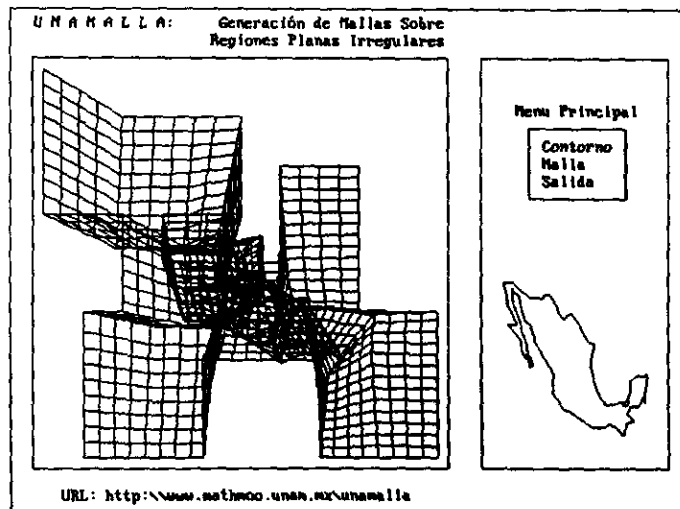 U N A M A L L A: Generación de Mallas Sobre
Regiones Planas Irregulares
Menu Principal
Contorno
Malla
Salida
URL: http:\\www.mathmoo.unam.mx\unamalla